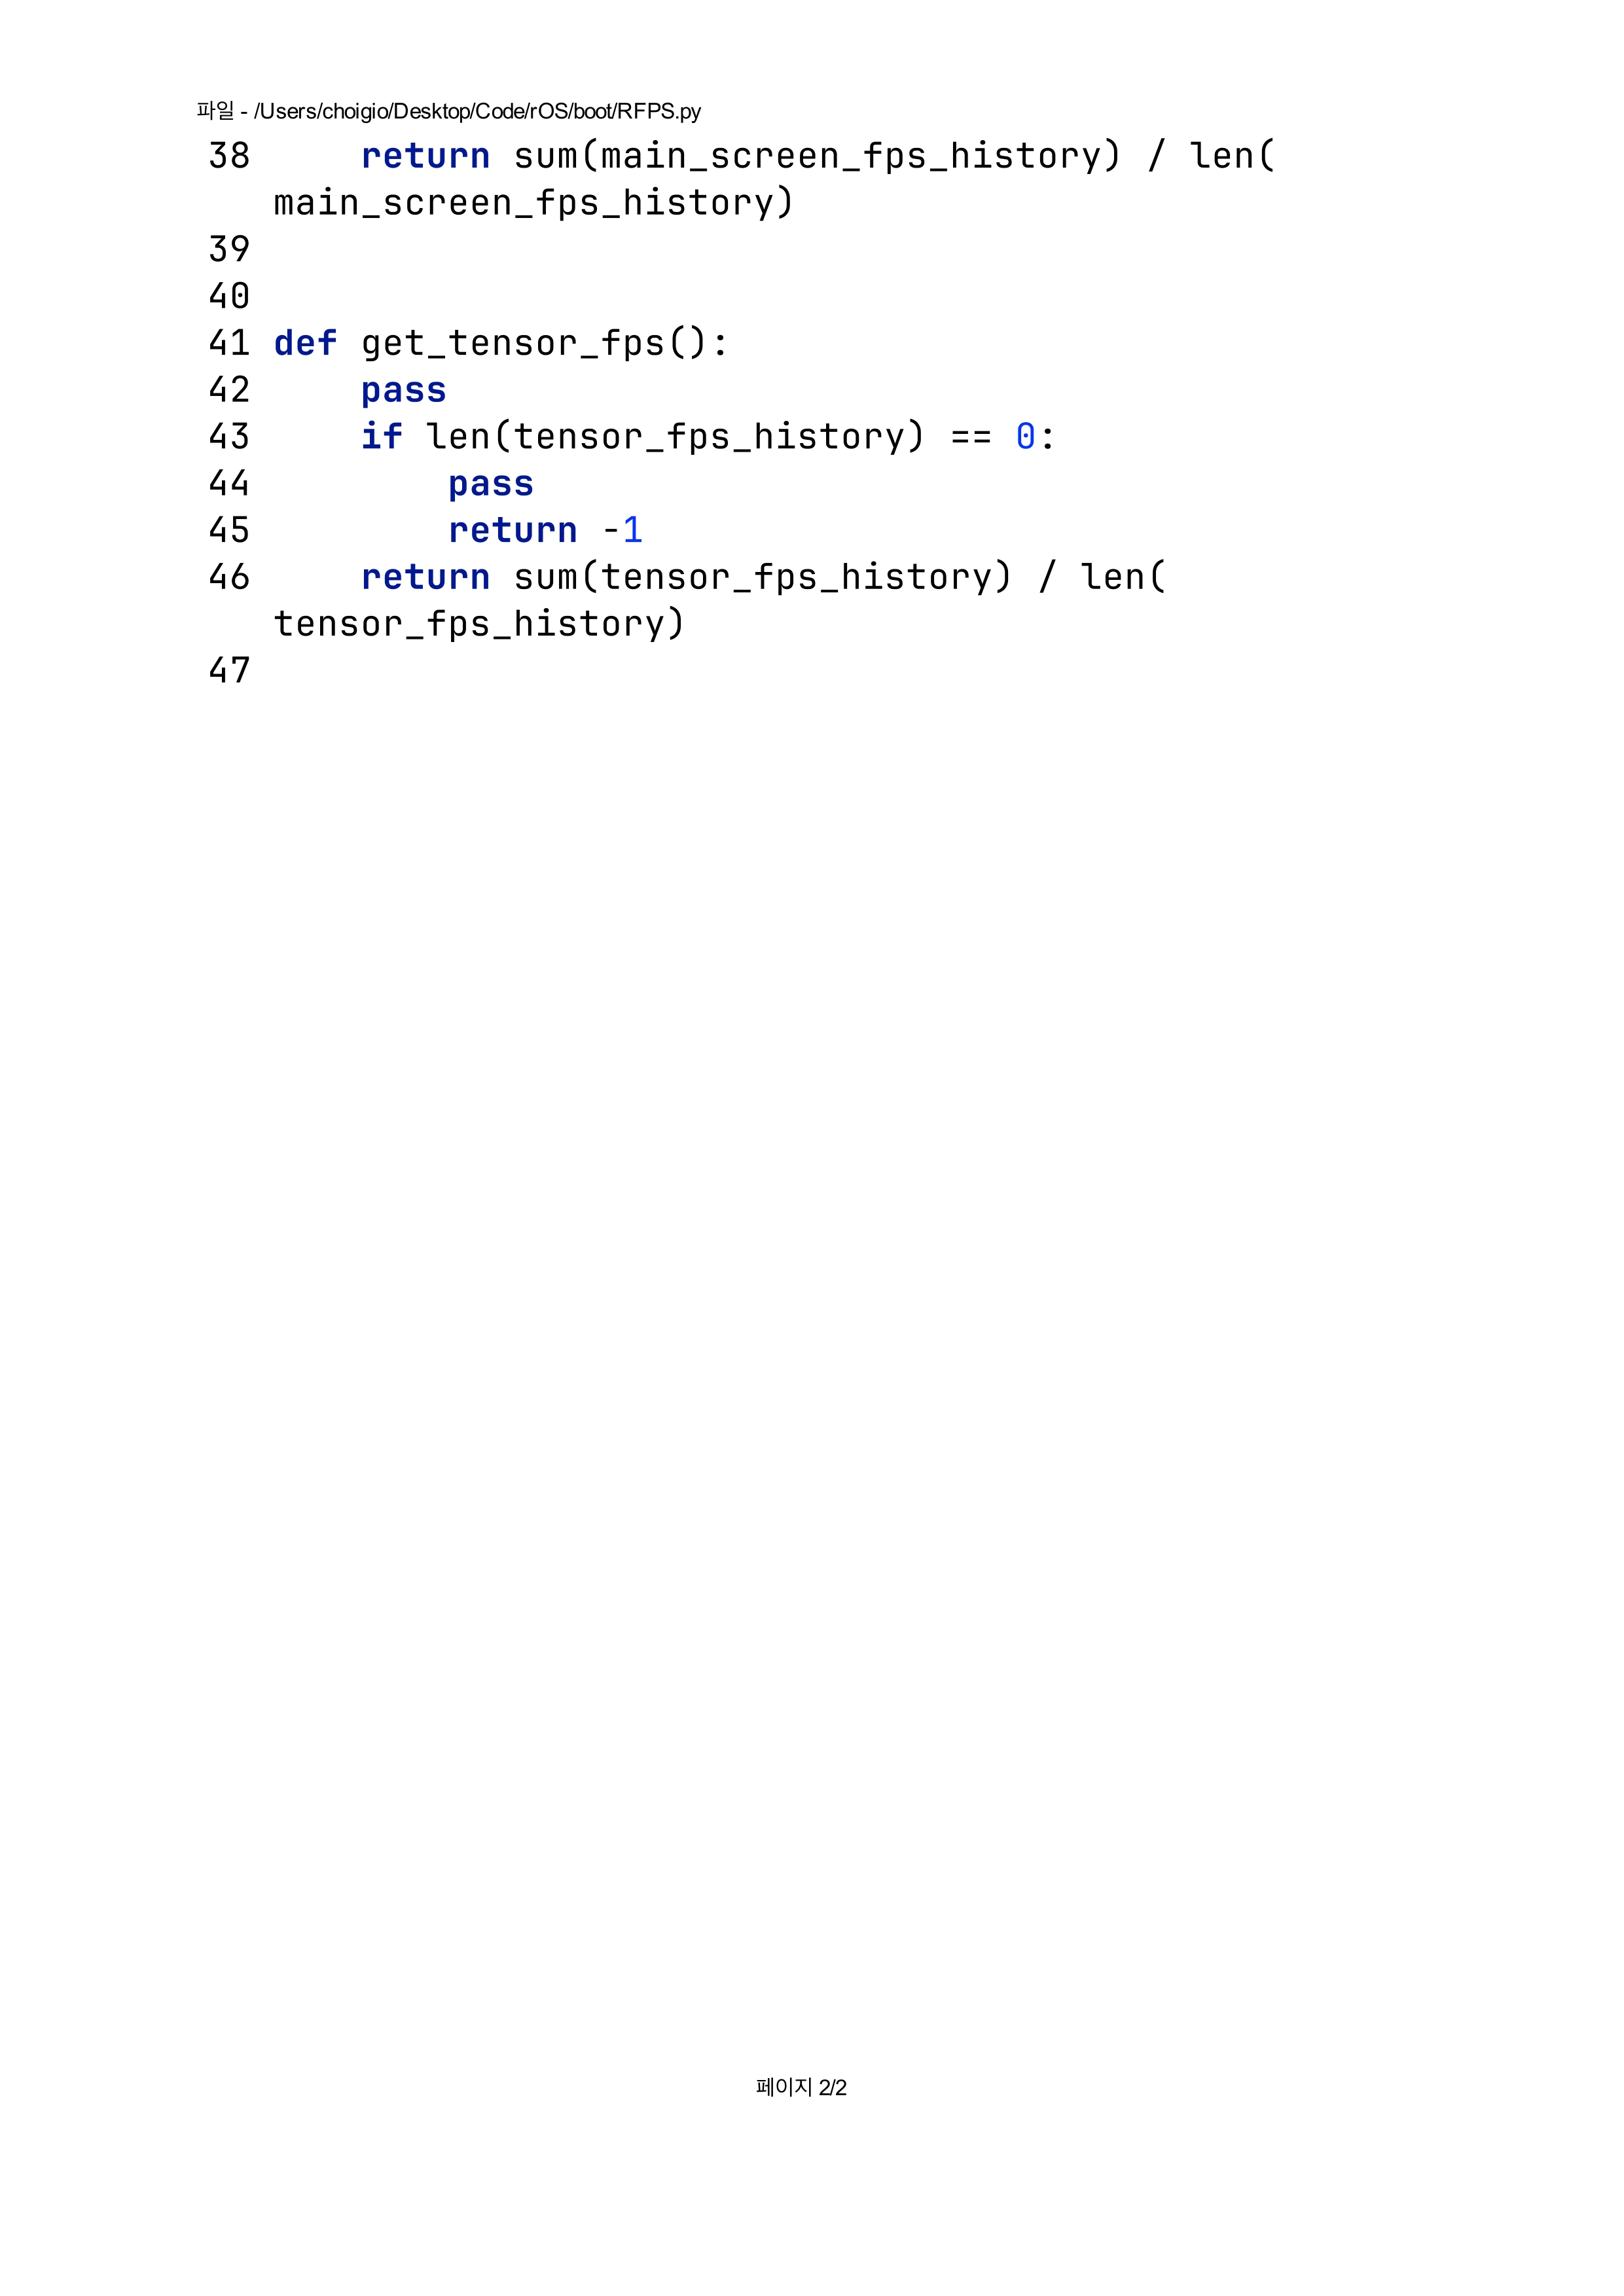 파일 - /Users/choigio/Desktop/Code/rOS/boot/RFPS.py
38     return sum(main_screen_fps_history) / len(
   main_screen_fps_history)
39
40
41 def get_tensor_fps():
42     pass
43     if len(tensor_fps_history) == 0:
44         pass
45         return -1
46     return sum(tensor_fps_history) / len(
   tensor_fps_history)
47
페이지 2/2